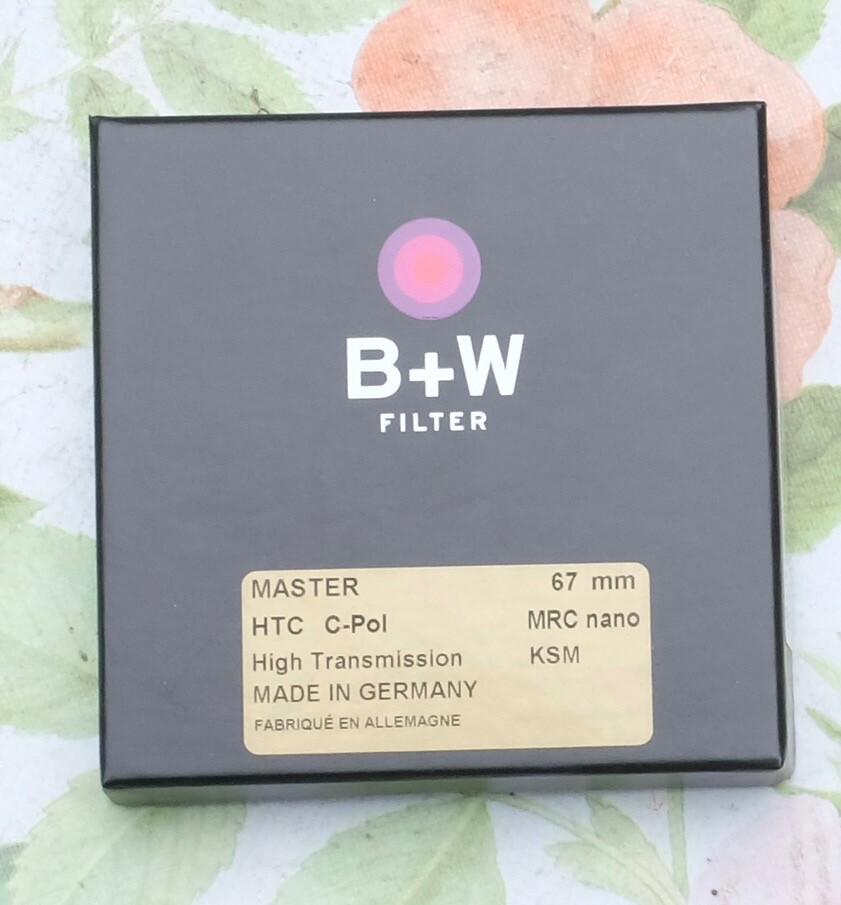 B+W
FILTER
MASTER 67 mm
HTC C-Pol MRC nano
High Transmission KSM
MADE IN GERMANY
FABRIQUÉ EN ALLEMAGNE